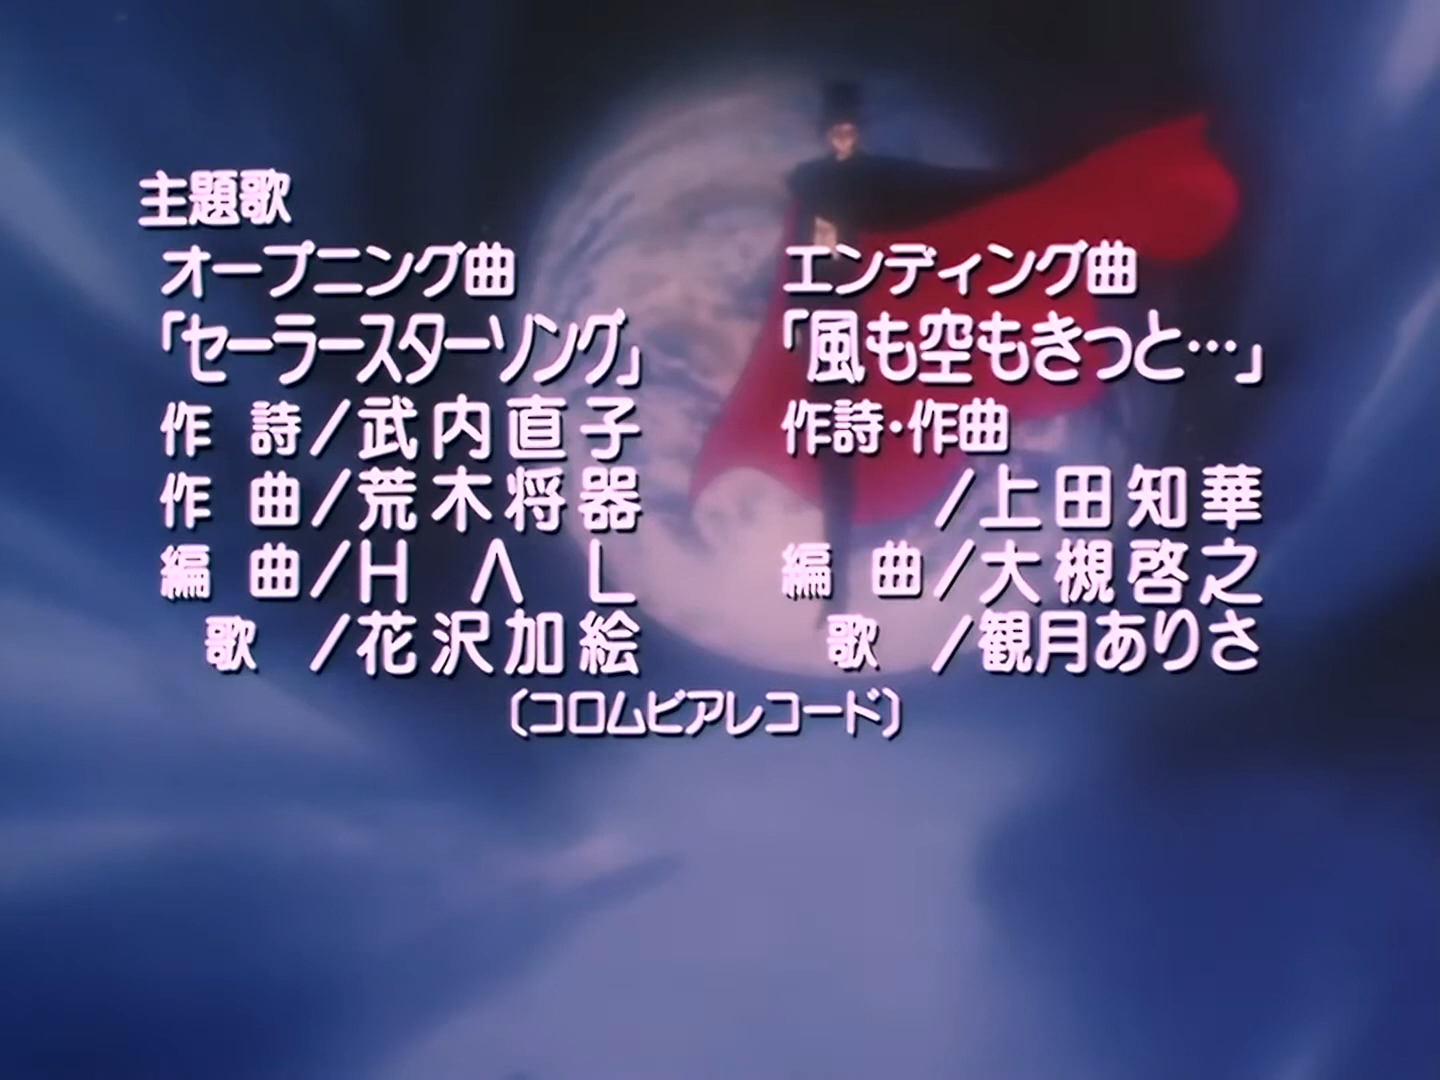 主題歌
オープニング曲
「セーラースターソング」
作 詩/武内直子
作 曲/荒木将器
編 曲/H Λ L
歌 /花沢加絵
エンディング曲
「風も空もきっと…」
作詩・作曲
/上田知華
編 曲/大槻啓之
歌 /観月ありさ
(コロムビアレコード)